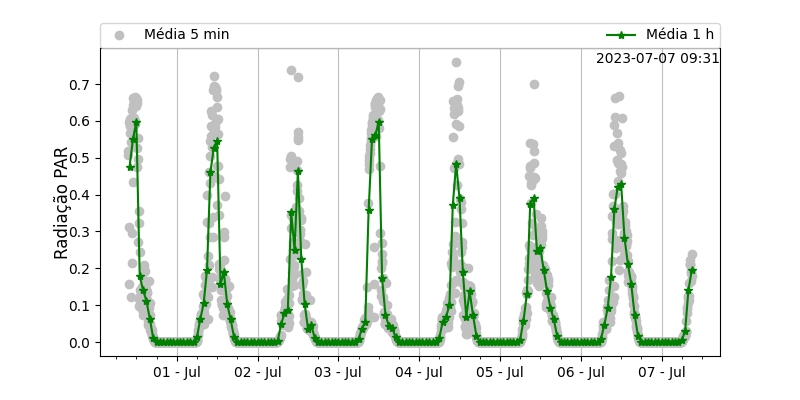 Média 5 min
Média 1 h
2023-07-07 09:31
Radiação PAR
0.7
0.6
0.5
0.4
0.3
0.2
0.1
0.0
01 - Jul
02 - Jul
03 - Jul
04 - Jul
05 - Jul
06 - Jul
07 - Jul